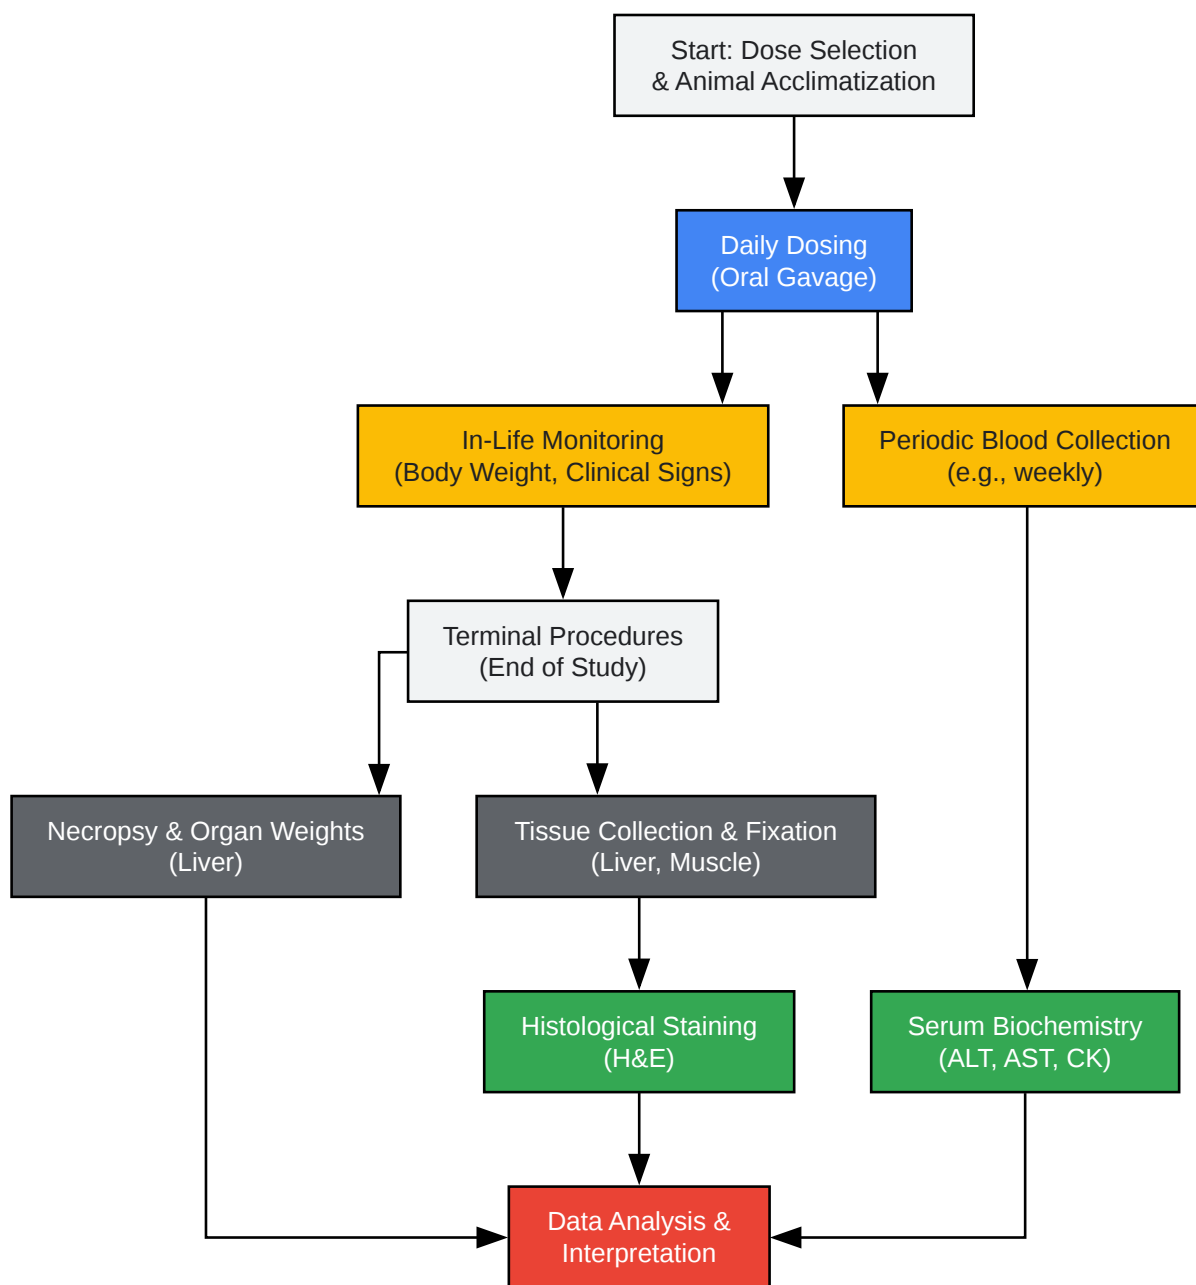 Start: Dose Selection
& Animal Acclimatization
Daily Dosing
(Oral Gavage)
In-Life Monitoring
(Body Weight, Clinical Signs)
Periodic Blood Collection
(e.g., weekly)
Terminal Procedures
(End of Study)
Necropsy & Organ Weights
(Liver)
Tissue Collection & Fixation
(Liver, Muscle)
Histological Staining
(H&E)
Serum Biochemistry
(ALT, AST, CK)
Data Analysis &
Interpretation